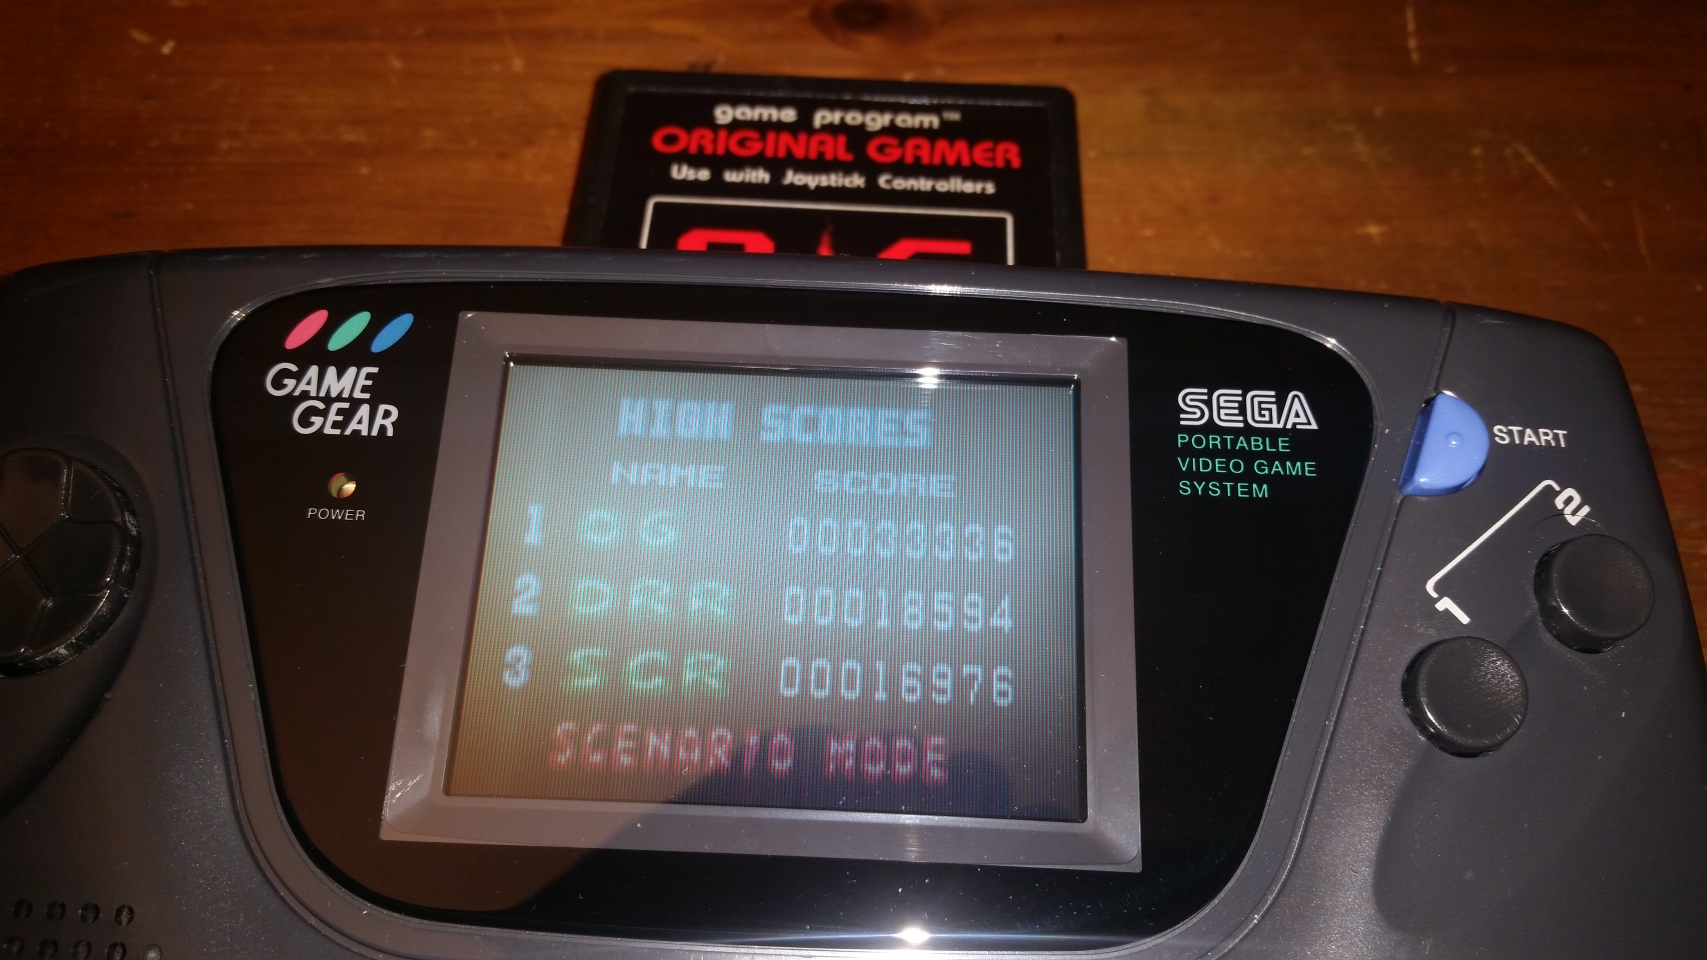 game program™
ORIGINAL GAMER
Use with Joystick Controllers
GAME
GEAR
POWER
HIGH SCORES
NAME SCORE
1 OG 00033336
2 DRR 00018594
3 SCR 00016976
SCENARIO MODE
SEGA
PORTABLE
VIDEO GAME
SYSTEM
START
2
1